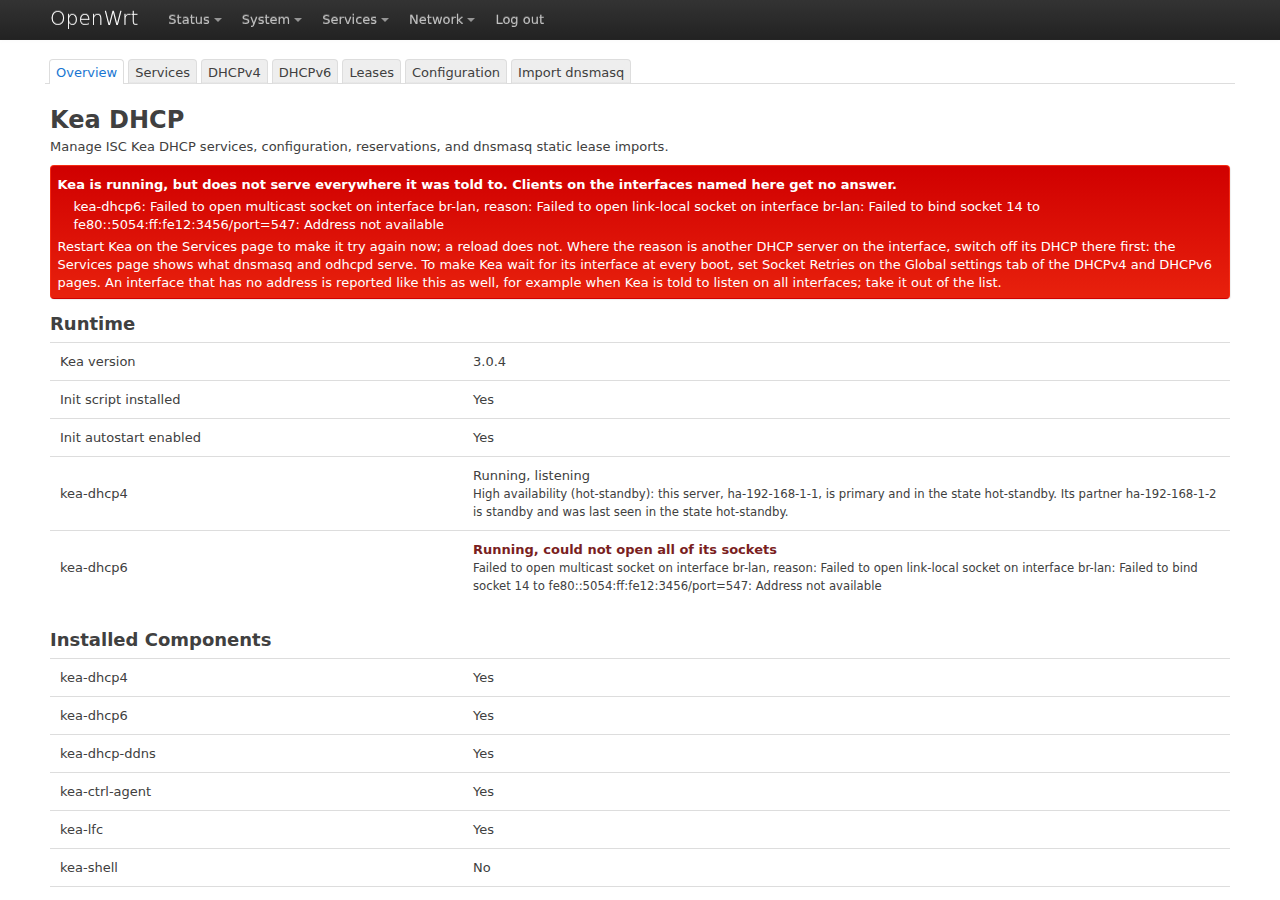 OpenWrt Status System Services Network Log out
Overview Services DHCPv4 DHCPv6 Leases Configuration Import dnsmasq
Kea DHCP
Manage ISC Kea DHCP services, configuration, reservations, and dnsmasq static lease imports.
Kea is running, but does not serve everywhere it was told to. Clients on the interfaces named here get no answer.
kea-dhcp6: Failed to open multicast socket on interface br-lan, reason: Failed to open link-local socket on interface br-lan: Failed to bind socket 14 to
fe80::5054:ff:fe12:3456/port=547: Address not available
Restart Kea on the Services page to make it try again now; a reload does not. Where the reason is another DHCP server on the interface, switch off its DHCP there first: the
Services page shows what dnsmasq and odhcpd serve. To make Kea wait for its interface at every boot, set Socket Retries on the Global settings tab of the DHCPv4 and DHCPv6
pages. An interface that has no address is reported like this as well, for example when Kea is told to listen on all interfaces; take it out of the list.
Runtime
Kea version 3.0.4
Init script installed Yes
Init autostart enabled Yes
kea-dhcp4 Running, listening
High availability (hot-standby): this server, ha-192-168-1-1, is primary and in the state hot-standby. Its partner ha-192-168-1-2
is standby and was last seen in the state hot-standby.
kea-dhcp6 Running, could not open all of its sockets
Failed to open multicast socket on interface br-lan, reason: Failed to open link-local socket on interface br-lan: Failed to bind
socket 14 to fe80::5054:ff:fe12:3456/port=547: Address not available
Installed Components
kea-dhcp4 Yes
kea-dhcp6 Yes
kea-dhcp-ddns Yes
kea-ctrl-agent Yes
kea-lfc Yes
kea-shell No